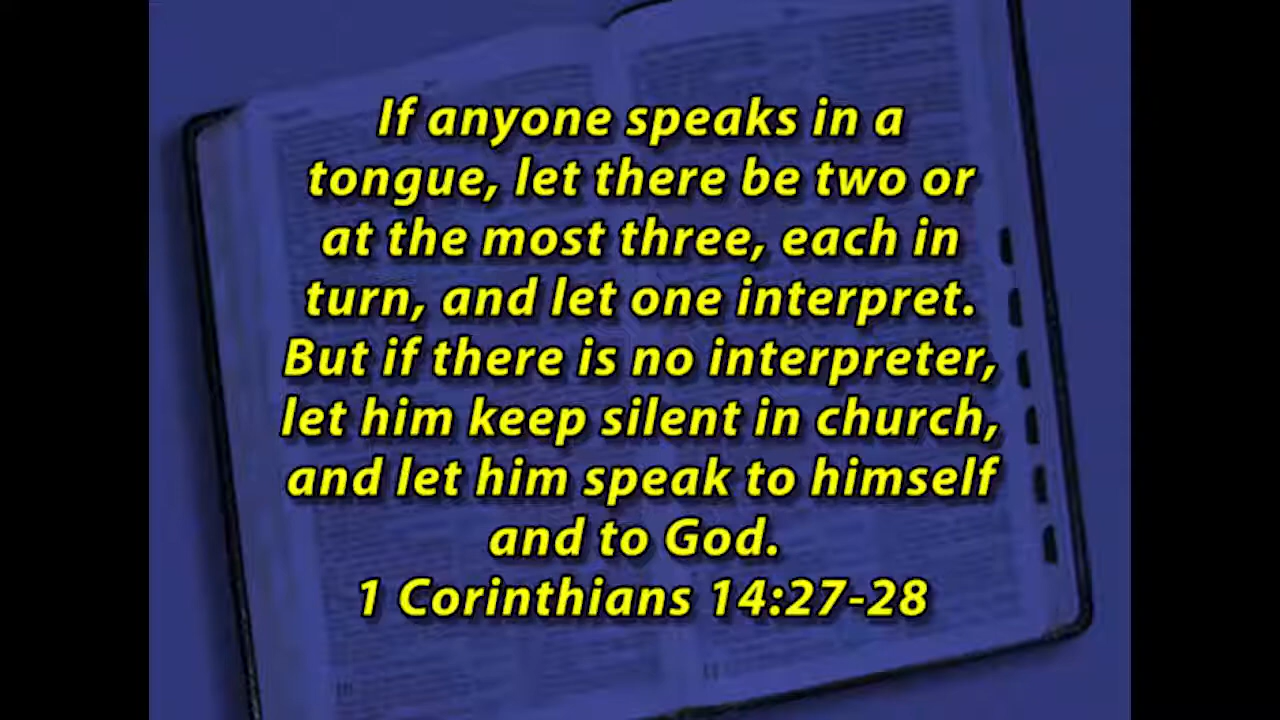 If anyone speaks in a
tongue, let there be two or
at the most three, each in
turn, and let one interpret.
But if there is no interpreter,
let him keep silent in church,
and let him speak to himself
and to God.
1 Corinthians 14:27-28